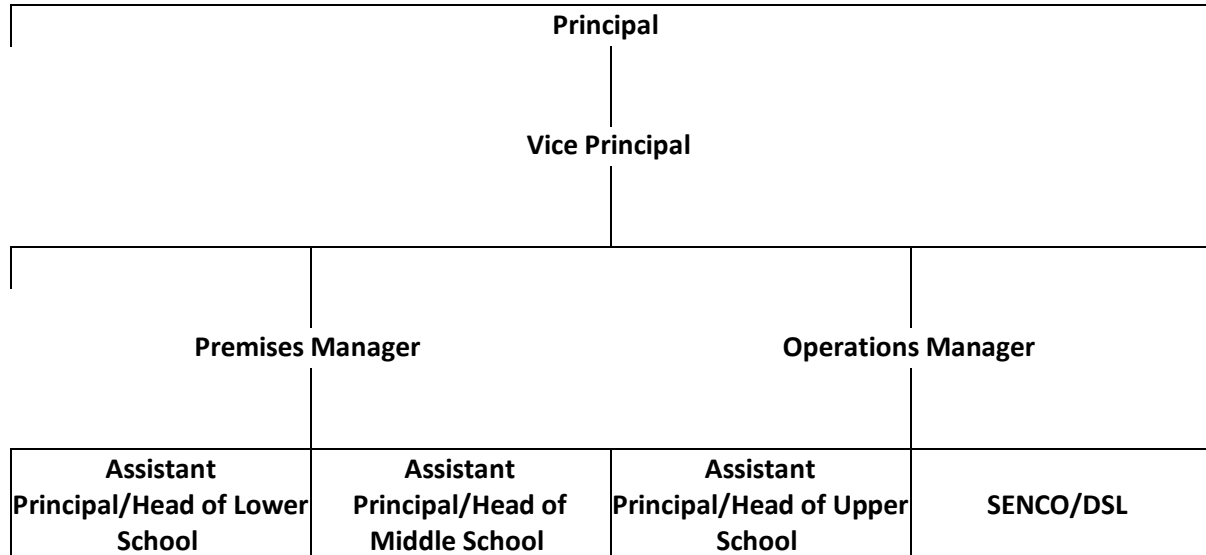 Principal
Vice Principal
Premises Manager
Operations Manager
Assistant
Principal/Head of Lower
School
Assistant
Principal/Head of
Middle School
Assistant
Principal/Head of Upper
School
SENCO/DSL